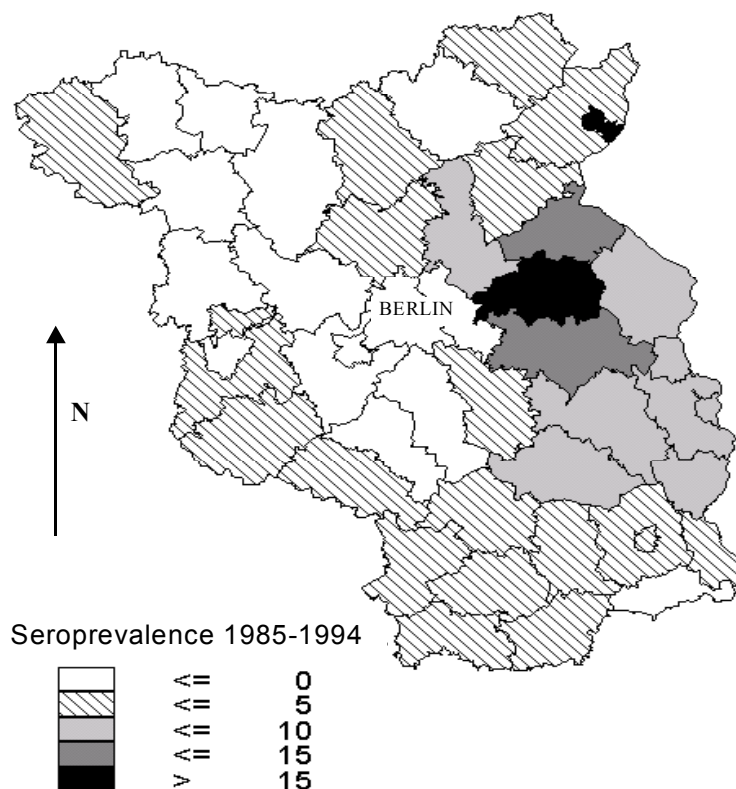 BERLIN
N
Seroprevalence 1985-1994
<= 0
<= 5
<= 10
<= 15
> 15